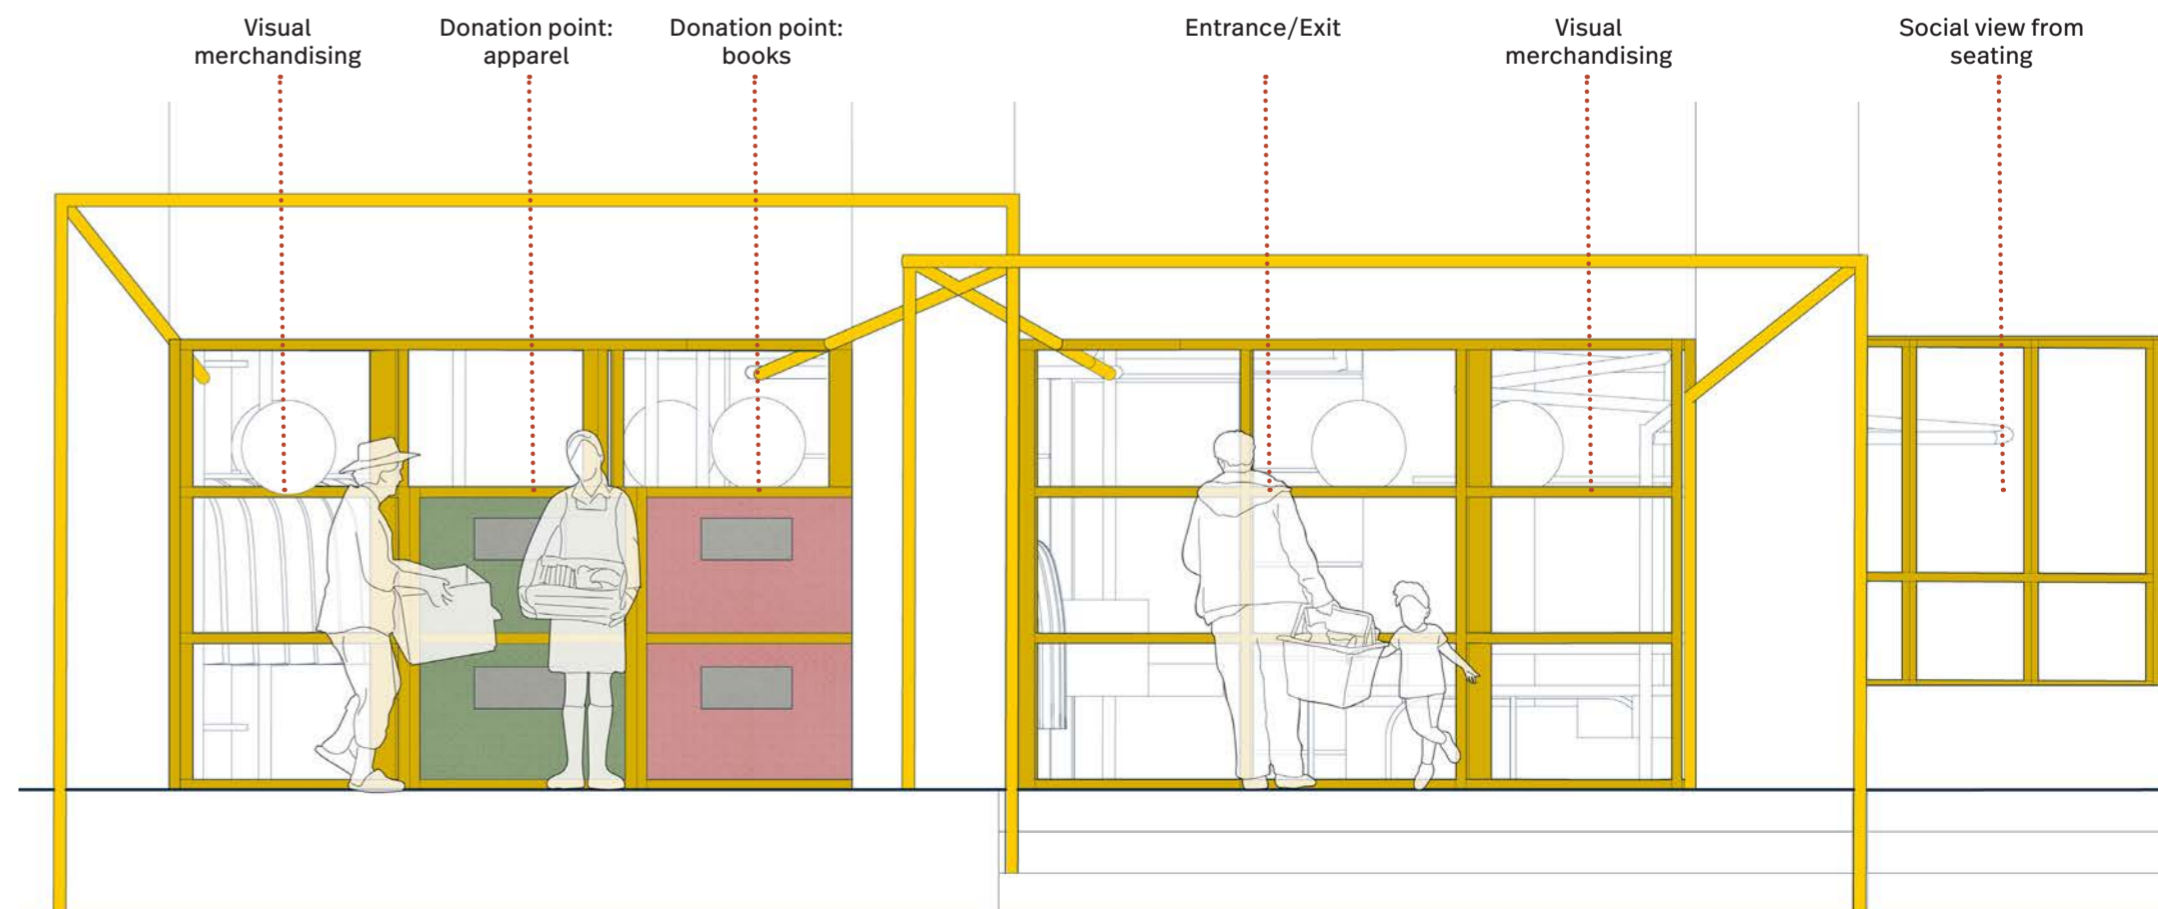 Visual
merchandising
Donation point:
apparel
Donation point:
books
Entrance/Exit
Visual
merchandising
Social view from
seating